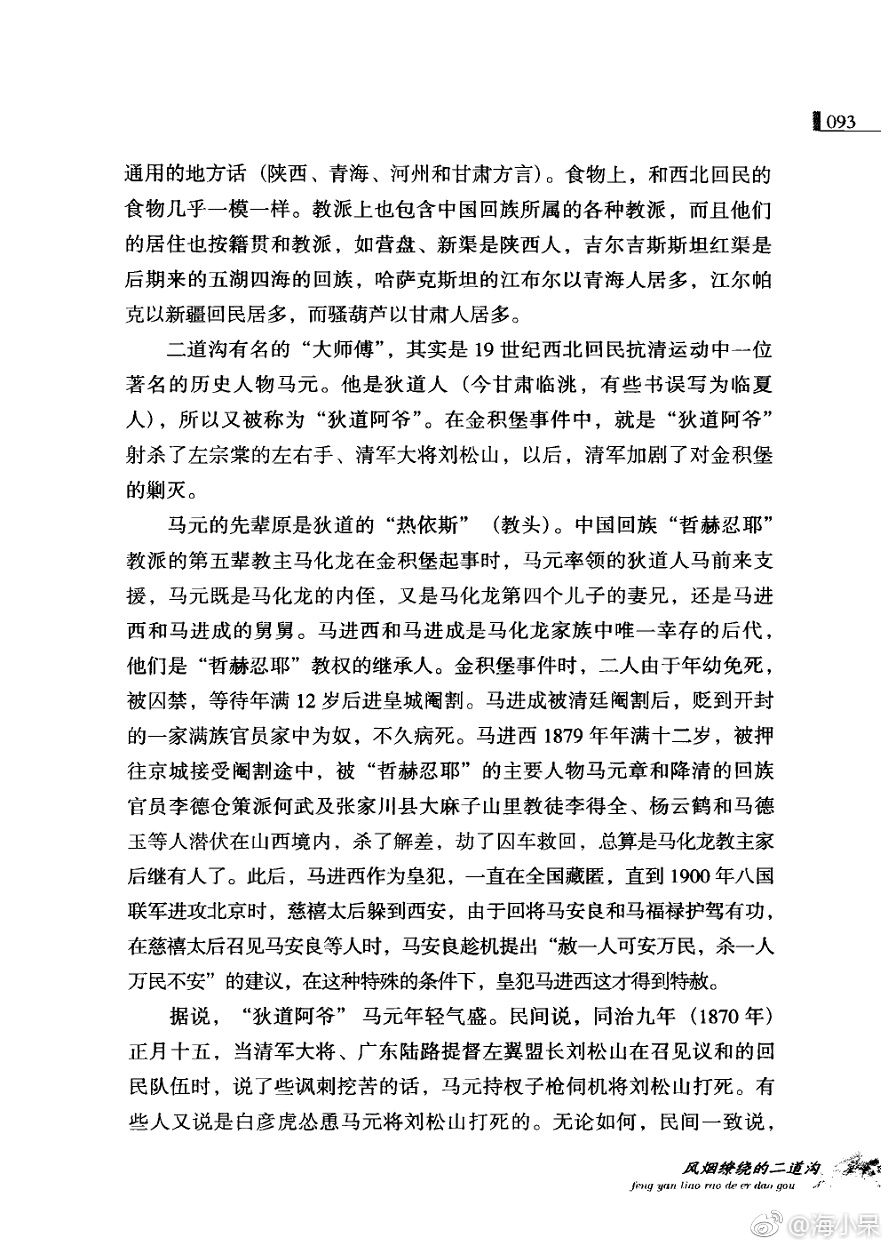 093
通用的地方话（陕西、青海、河州和甘肃方言）。食物上，和西北回民的
食物几乎一模一样。教派上也包含中国回族所属的各种教派，而且他们
的居住也按籍贯和教派，如营盘、新渠是陕西人，吉尔吉斯斯坦红渠是
后期来的五湖四海的回族，哈萨克斯坦的江布尔以青海人居多，江尔帕
克以新疆回民居多，而骚葫芦以甘肃人居多。
二道沟有名的“大师傅”，其实是 19 世纪西北回民抗清运动中一位
著名的历史人物马元。他是狄道人（今甘肃临洮，有些书误写为临夏
人），所以又被称为“狄道阿爷”。在金积堡事件中，就是“狄道阿爷”
射杀了左宗棠的左右手、清军大将刘松山，以后，清军加剧了对金积堡
的剿灭。
马元的先辈原是狄道的“热依斯”（教头）。中国回族“哲赫忍耶”
教派的第五辈教主马化龙在金积堡起事时，马元率领的狄道人马前来支
援，马元既是马化龙的内侄，又是马化龙第四个儿子的妻兄，还是马进
西和马进成的舅舅。马进西和马进成是马化龙家族中唯一幸存的后代，
他们是“哲赫忍耶”教权的继承人。金积堡事件时，二人由于年幼免死，
被囚禁，等待年满 12 岁后进皇城阉割。马进成被清廷阉割后，贬到开封
的一家满族官员家中为奴，不久病死。马进西 1879 年年满十二岁，被押
往京城接受阉割途中，被“哲赫忍耶”的主要人物马元章和降清的回族
官员李德仓策派何武及张家川县大麻子山里教徒李得全、杨云鹤和马德
玉等人潜伏在山西境内，杀了解差，劫了囚车救回，总算是马化龙教主家
后继有人了。此后，马进西作为皇犯，一直在全国藏匿，直到 1900 年八国
联军进攻北京时，慈禧太后躲到西安，由于回将马安良和马福禄护驾有功，
在慈禧太后召见马安良等人时，马安良趁机提出“赦一人可安万民，杀一人
万民不安”的建议，在这种特殊的条件下，皇犯马进西这才得到特赦。
据说，“狄道阿爷” 马元年轻气盛。民间说，同治九年（1870 年）
正月十五，当清军大将、广东陆路提督左翼盟长刘松山在召见议和的回
民队伍时，说了些讽刺挖苦的话，马元持杈子枪伺机将刘松山打死。有
些人又说是白彦虎怂恿马元将刘松山打死的。无论如何，民间一致说，
风烟缭绕的二道沟
feng yan liao rao de er dao gou
@海小呆